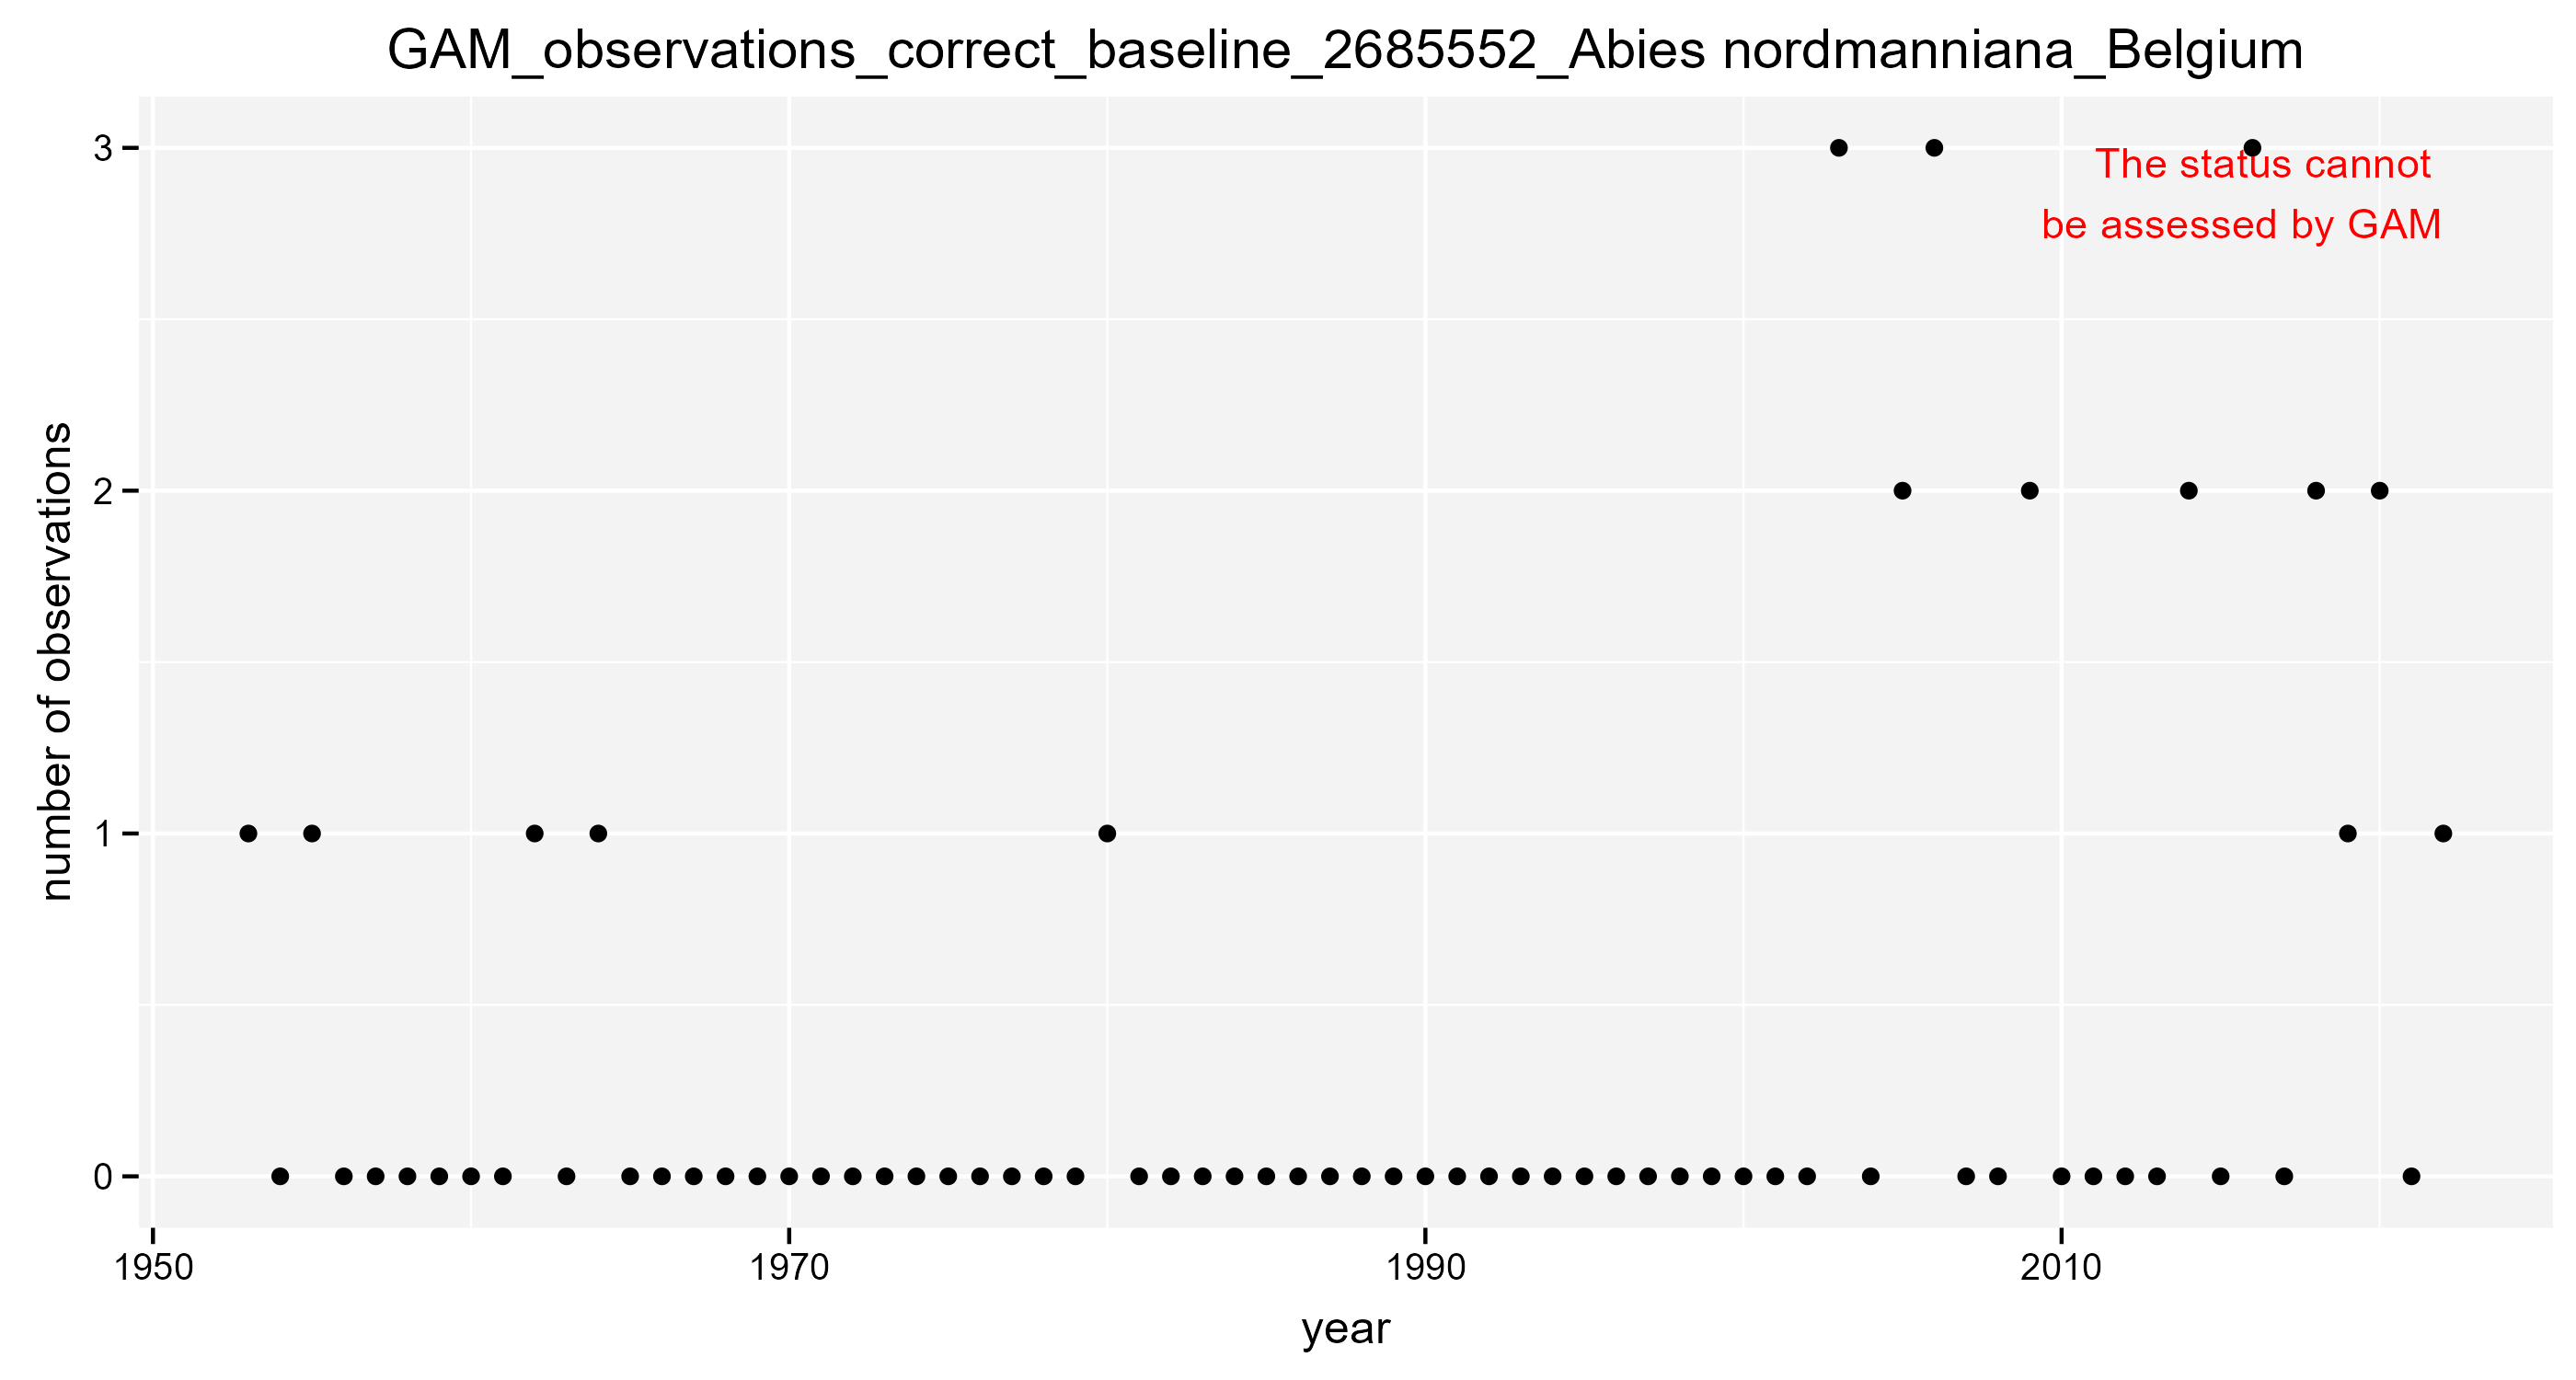 GAM_observations_correct_baseline_2685552_Abies nordmanniana_Belgium
The status cannot
be assessed by GAM
number of observations
3
2
1
0
1950 1970 1990 2010
year